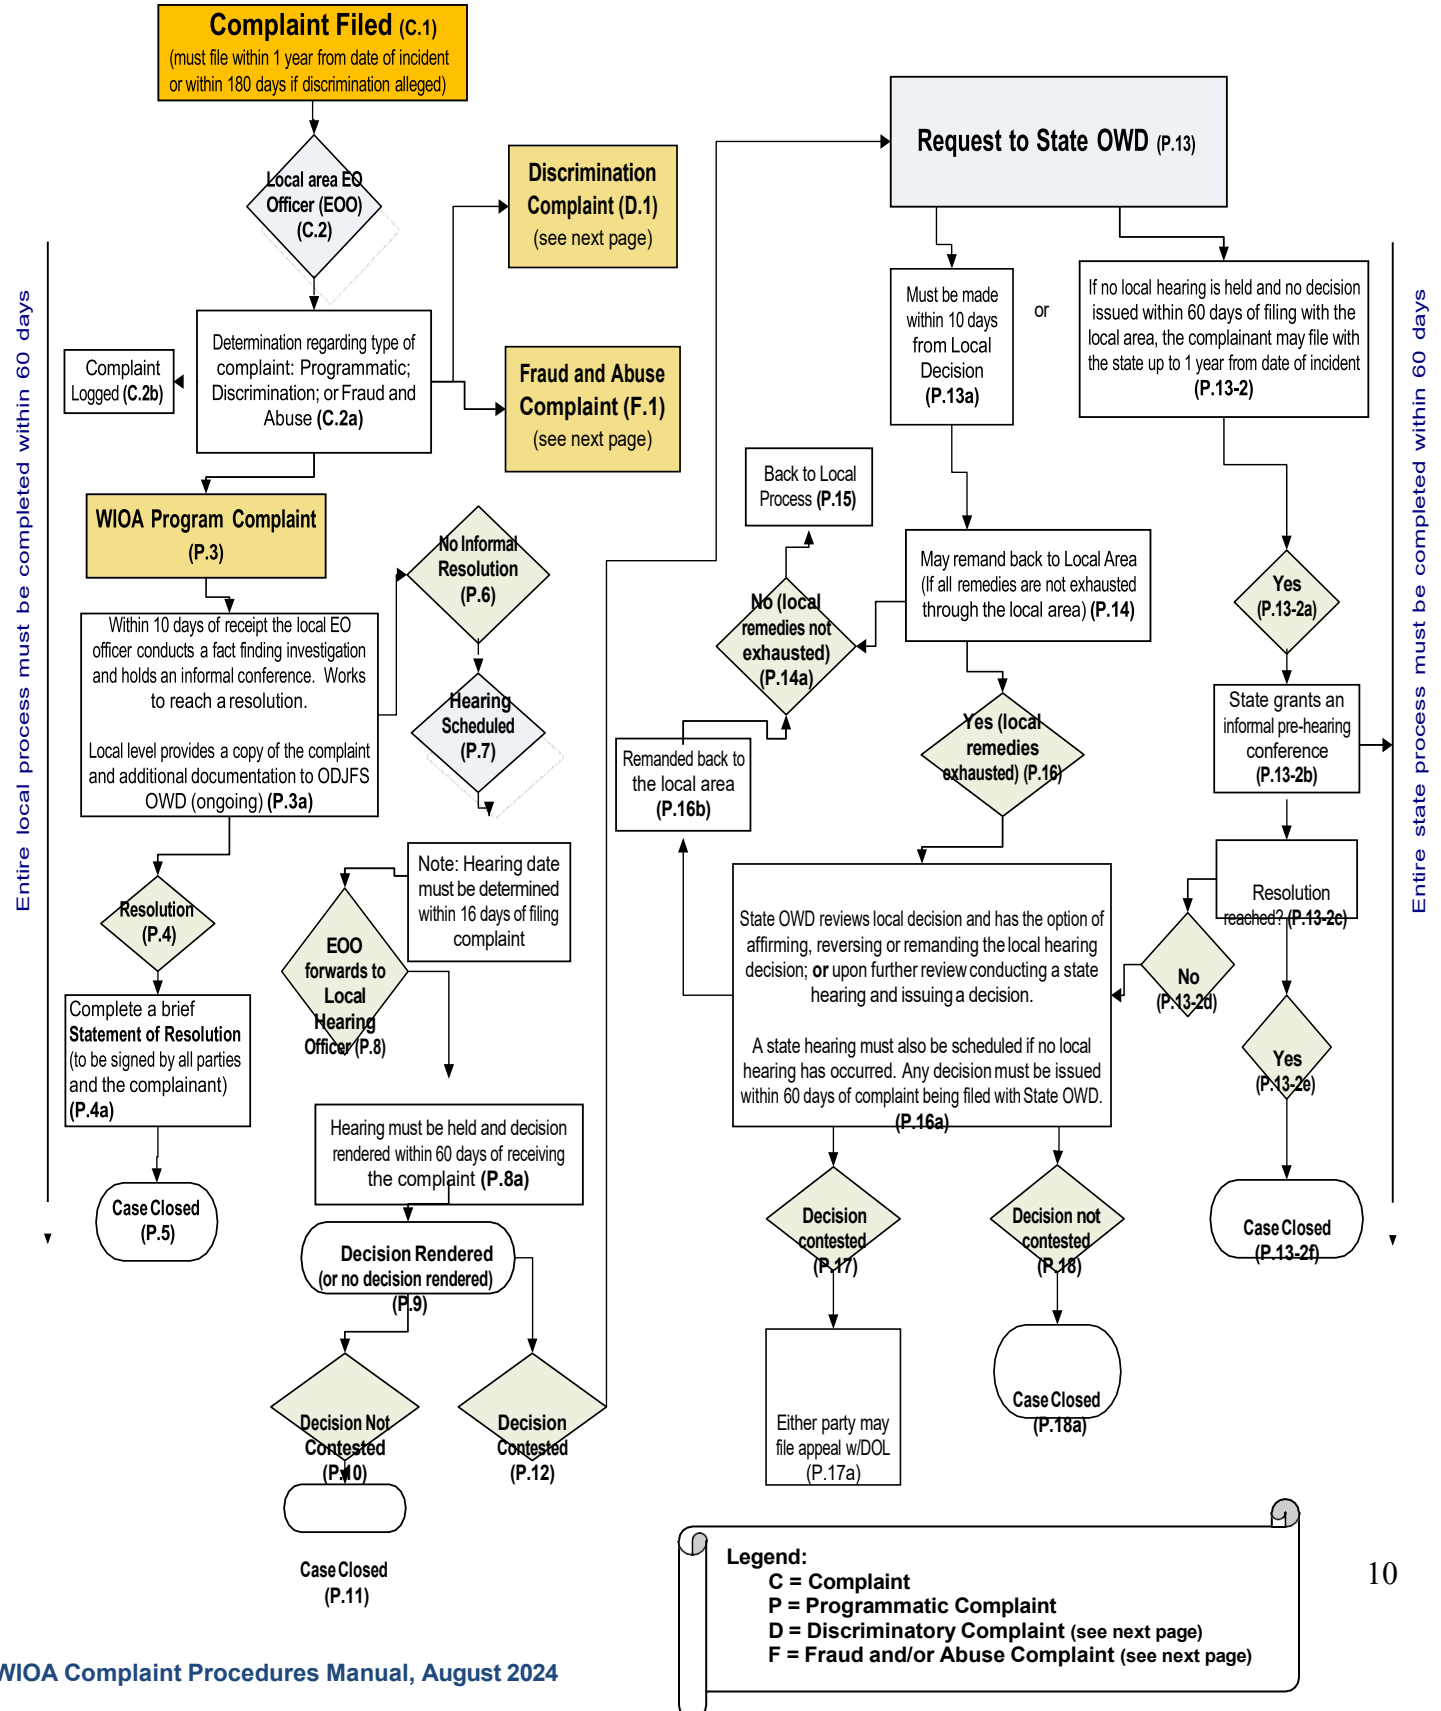 Complaint Filed (C.1)
(must file within 1 year from date of incident
or within 180 days if discrimination alleged)
Local area EO
Officer (EOO)
(C.2)
Discrimination
Complaint (D.1)
(see next page)
Determination regarding type of
complaint: Programmatic;
Discrimination; or Fraud and
Abuse (C.2a)
Complaint
Logged (C.2b)
Fraud and Abuse
Complaint (F.1)
(see next page)
WIOA Program Complaint
(P.3)
Within 10 days of receipt the local EO
officer conducts a fact finding investigation
and holds an informal conference. Works
to reach a resolution.
Local level provides a copy of the complaint
and additional documentation to ODJFS
OWD (ongoing) (P.3a)
No Informal
Resolution
(P.6)
Hearing
Scheduled
(P.7)
Note: Hearing date
must be determined
within 16 days of filing
complaint
Resolution
(P.4)
Complete a brief
Statement of Resolution
(to be signed by all parties
and the complainant)
(P.4a)
Case Closed
(P.5)
EOO
forwards to
Local
Hearing
Officer (P.8)
Hearing must be held and decision
rendered within 60 days of receiving
the complaint (P.8a)
Decision Rendered
(or no decision rendered)
(P.9)
Decision Not
Contested
(P.10)
Case Closed
(P.11)
Decision
Contested
(P.12)
Entire local process must be completed within 60 days
Request to State OWD (P.13)
Must be made
within 10 days
from Local
Decision
(P.13a)
or
If no local hearing is held and no decision
issued within 60 days of filing with the
local area, the complainant may file with
the state up to 1 year from date of incident
(P.13-2)
Back to Local
Process (P.15)
May remand back to Local Area
(If all remedies are not exhausted
through the local area) (P.14)
No (local
remedies not
exhausted)
(P.14a)
Yes (local
remedies
exhausted) (P.16)
Remanded back to
the local area
(P.16b)
State OWD reviews local decision and has the option of
affirming, reversing or remanding the local hearing
decision; or upon further review conducting a state
hearing and issuing a decision.
A state hearing must also be scheduled if no local
hearing has occurred. Any decision must be issued
within 60 days of complaint being filed with State OWD.
(P.16a)
Yes
(P.13-2a)
State grants an
informal pre-hearing
conference
(P.13-2b)
Resolution
reached? (P.13-2c)
No
(P.13-2d)
Yes
(P.13-2e)
Case Closed
(P.13-2f)
Decision
contested
(P.17)
Decision not
contested
(P.18)
Either party may
file appeal w/DOL
(P.17a)
Case Closed
(P.18a)
Entire state process must be completed within 60 days
Legend:
C = Complaint
P = Programmatic Complaint
D = Discriminatory Complaint (see next page)
F = Fraud and/or Abuse Complaint (see next page)
10
WIOA Complaint Procedures Manual, August 2024